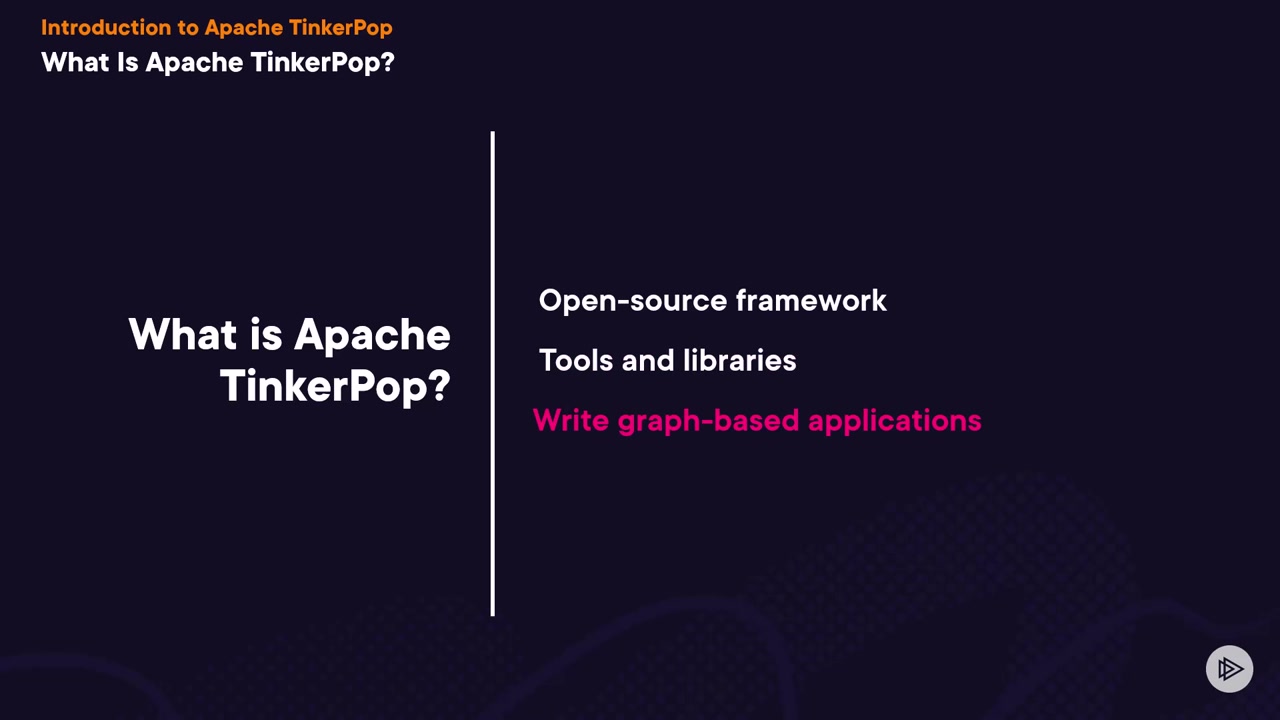 Introduction to Apache TinkerPop
What Is Apache TinkerPop?
What is Apache
TinkerPop?
Open-source framework
Tools and libraries
Write graph-based applications